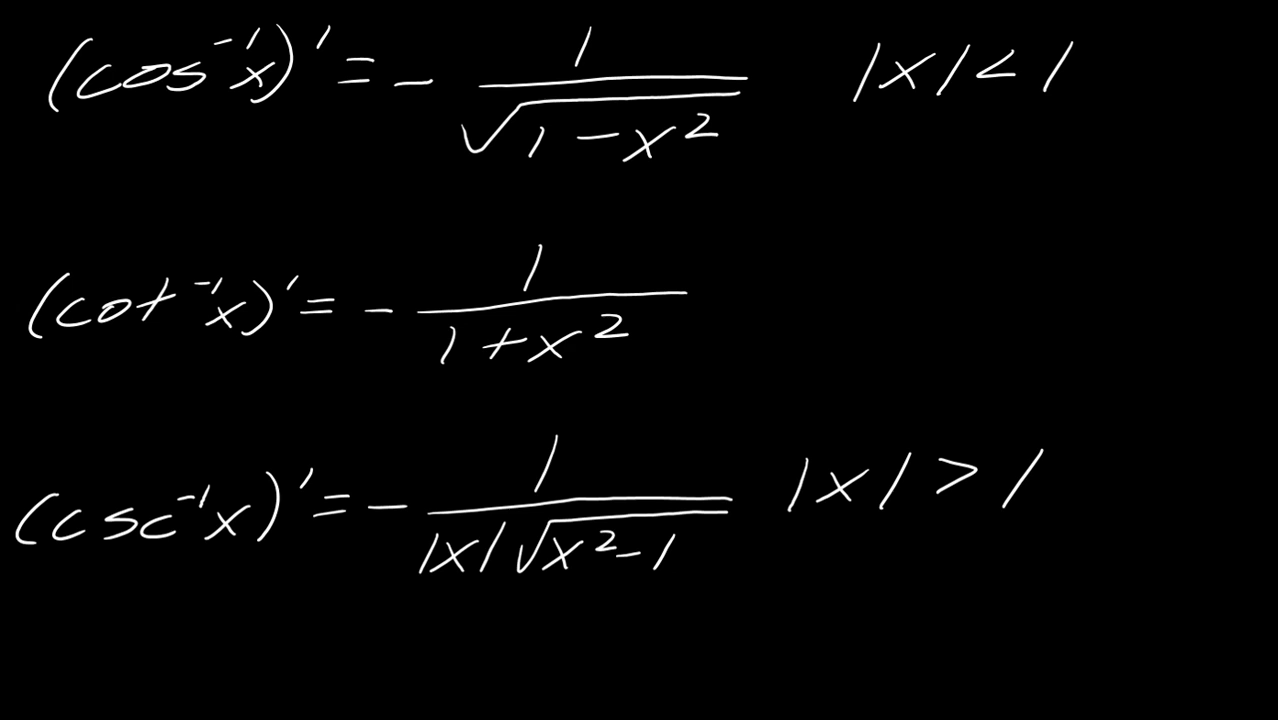 (cos⁻¹x)' = - 1/√(1-x²) |x| < 1
(cot⁻¹x)' = - 1/(1+x²)
(csc⁻¹x)' = - 1/(|x|√(x²-1)) |x| > 1